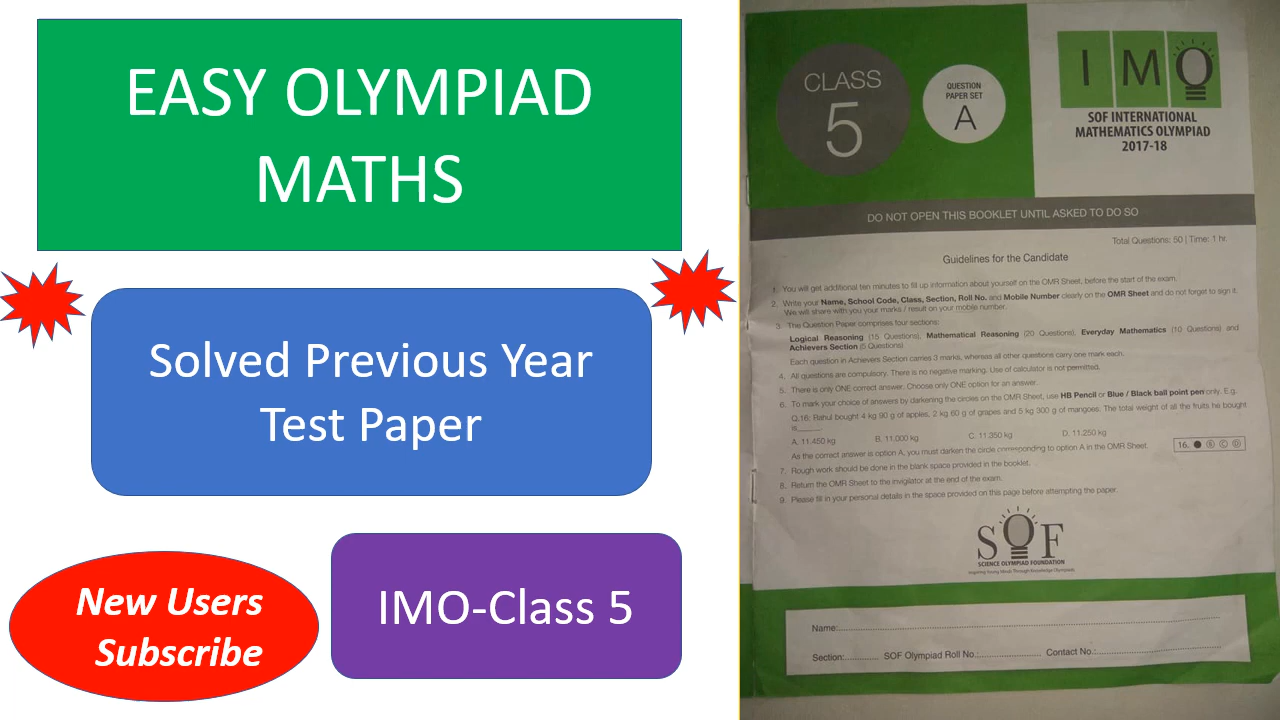 EASY OLYMPIAD
MATHS
Solved Previous Year
Test Paper
New Users
Subscribe
IMO-Class 5
CLASS
5
QUESTION
PAPER SET
A
IMO
SOF INTERNATIONAL
MATHEMATICS OLYMPIAD
2017-18
DO NOT OPEN THIS BOOKLET UNTIL ASKED TO DO SO
Total Questions: 50 | Time: 1 hr.
Guidelines for the Candidate
1. You will get additional ten minutes to fill up information about yourself on the OMR Sheet, before the start of the exam.
2. Write your Name, School Code, Class, Section, Roll No. and Mobile Number clearly on the OMR Sheet and do not forget to sign it.
We will share with you your marks / result on your mobile number.
3. The Question Paper comprises four sections:
Logical Reasoning (15 Questions), Mathematical Reasoning (20 Questions), Everyday Mathematics (10 Questions) and
Achievers Section (5 Questions)
Each question in Achievers Section carries 3 marks, whereas all other questions carry one mark each.
4. All questions are compulsory. There is no negative marking. Use of calculator is not permitted.
5. There is only ONE correct answer. Choose only ONE option for an answer.
6. To mark your choice of answers by darkening the circles on the OMR Sheet, use HB Pencil or Blue / Black ball point pen only. E.g.
Q.16: Rahul bought 4 kg 90 g of apples, 2 kg 60 g of grapes and 5 kg 300 g of mangoes. The total weight of all the fruits he bought
is______
A. 11.450 kg B. 11.000 kg C. 11.350 kg D. 11.250 kg
As the correct answer is option A, you must darken the circle corresponding to option A in the OMR Sheet.
16. ● Ⓑ Ⓒ Ⓓ
7. Rough work should be done in the blank space provided in the booklet.
8. Return the OMR Sheet to the invigilator at the end of the exam.
9. Please fill in your personal details in the space provided on this page before attempting the paper.
SOF
SCIENCE OLYMPIAD FOUNDATION
Inspiring Young Minds Through Knowledge Olympiads
Name:
Section: SOF Olympiad Roll No.: Contact No.: